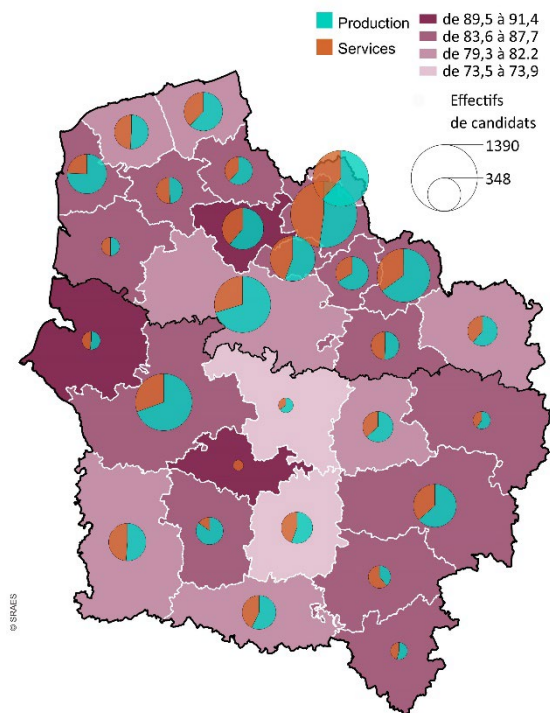 Production
Services
de 89,5 à 91,4
de 83,6 à 87,7
de 79,3 à 82.2
de 73,5 à 73,9
Effectifs
de candidats
1390
348
© SRAES